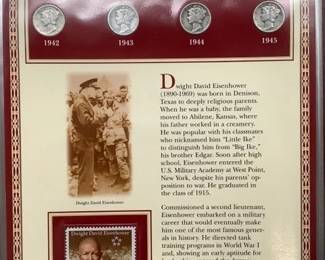 1942 1943 1944 1945
Dwight David Eisenhower
(1890-1969) was born in Denison,
Texas to deeply religious parents.
When he was a baby, the family
moved to Abilene, Kansas, where
his father worked in a creamery.
He was popular with his classmates
who nicknamed him "Little Ike"
to distinguish him from "Big Ike,"
his brother Edgar. Soon after high
school, Eisenhower entered the
U.S. Military Academy at West Point,
New York, despite his parents' oppo-
sition to war. He graduated in the
class of 1915.
Dwight David Eisenhower
Commissioned a second lieutenant,
Eisenhower embarked on a military
career that would eventually make
him one of the most famous gener-
als in history. He directed tank
training programs in World War I
and, showing an early aptitude for
Dwight David Eisenhower